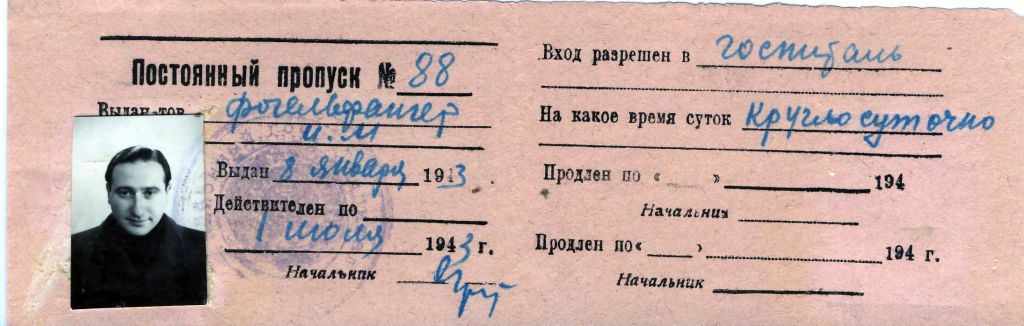 Постоянный пропуск № 88
Выдан тов. Фогельфангер
И. М
Выдан 8 января 1943
Действителен по
1 июля 1943 г.
Начальник
Вход разрешен в госпиталь
На какое время суток Круглосуточно
Продлен по « » 194
Начальник
Продлен по « » 194 г.
Начальник